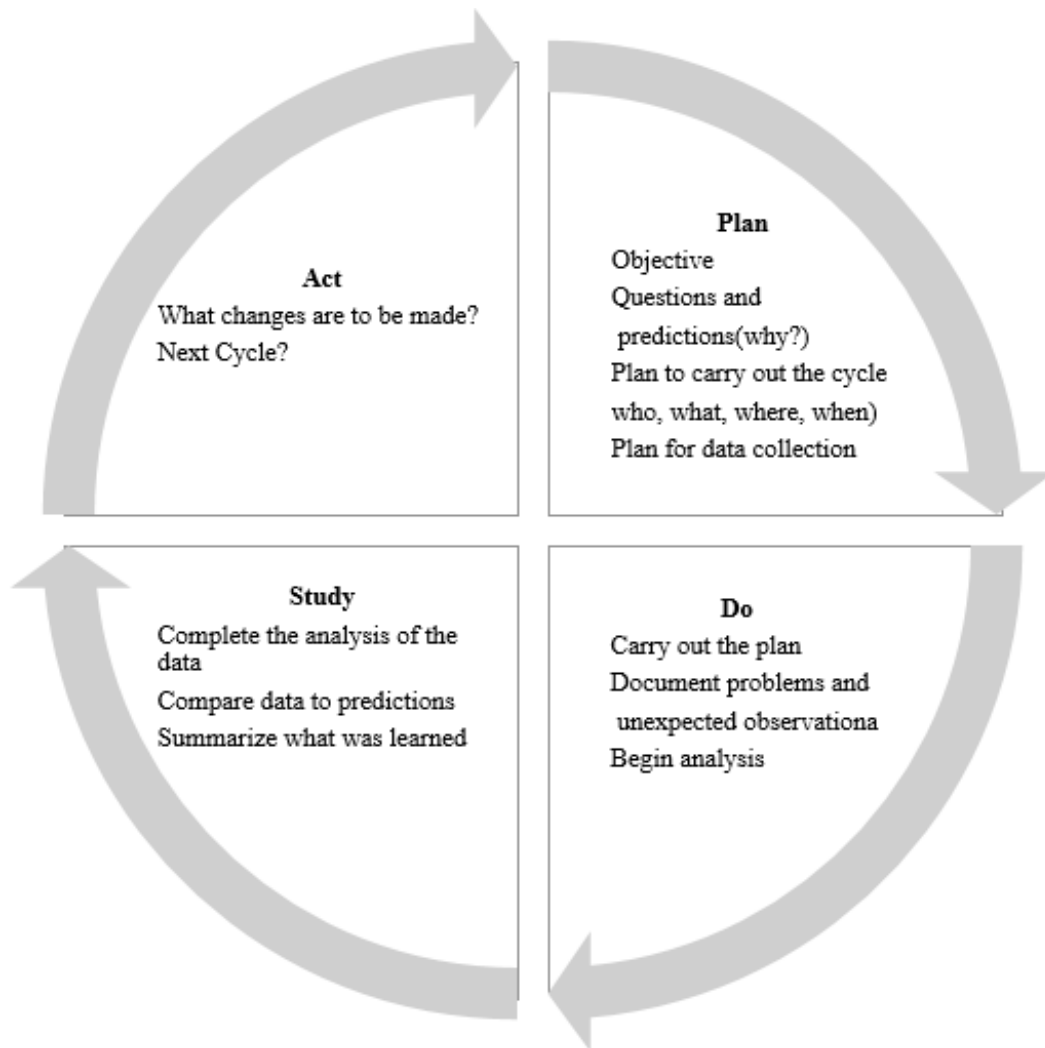 Plan
Objective
Questions and
predictions(why?)
Plan to carry out the cycle
who, what, where, when)
Plan for data collection
Do
Carry out the plan
Document problems and
unexpected observationa
Begin analysis
Study
Complete the analysis of the
data
Compare data to predictions
Summarize what was learned
Act
What changes are to be made?
Next Cycle?